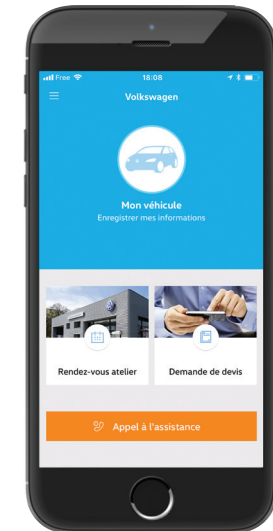 Free 18:08
Volkswagen
Mon véhicule
Enregistrer mes informations
Rendez-vous atelier
Demande de devis
Appel à l'assistance